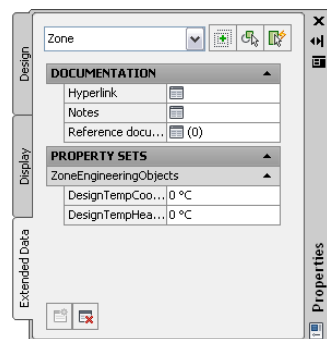 Zone
Design
DOCUMENTATION
Hyperlink
Notes
Reference docu... (0)
Display
PROPERTY SETS
ZoneEngineeringObjects
DesignTempCoo... 0 °C
DesignTempHea... 0 °C
Extended Data
Properties